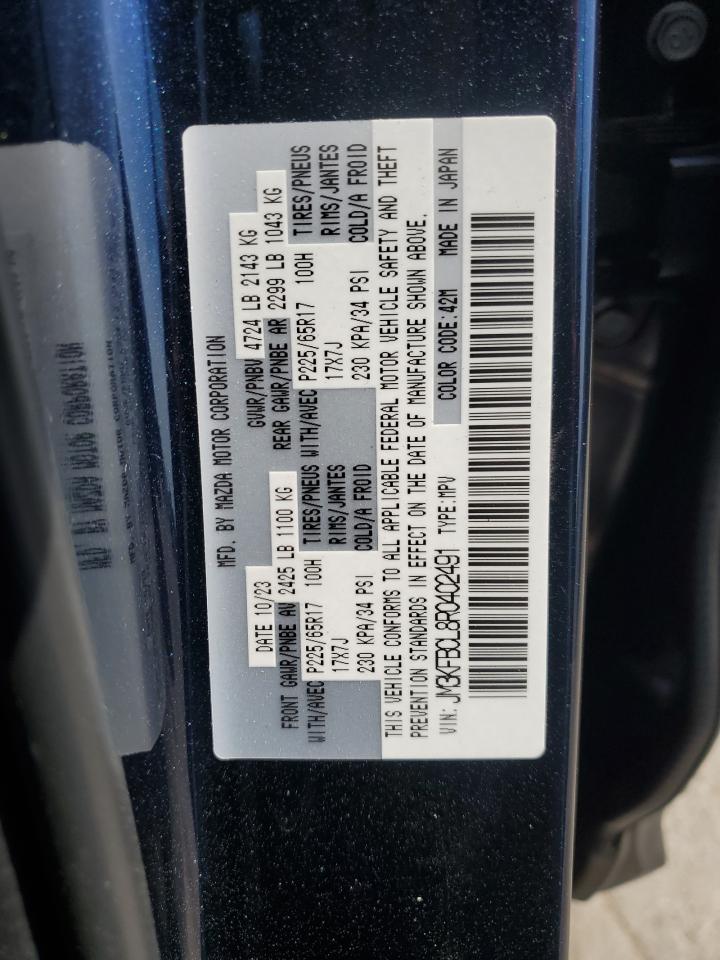 MFD. BY MAZDA MOTOR CORPORATION
DATE 10/23 GVWR/PNBV 4724 LB 2143 KG
FRONT GAWR/PNBE AV 2425 LB 1100 KG REAR GAWR/PNBE AR 2299 LB 1043 KG
WITH/AVEC P225/65R17 100H TIRES/PNEUS WITH/AVEC P225/65R17 100H TIRES/PNEUS
17X7J RIMS/JANTES 17X7J RIMS/JANTES
230 KPA/34 PSI COLD/A FROID 230 KPA/34 PSI COLD/A FROID
THIS VEHICLE CONFORMS TO ALL APPLICABLE FEDERAL MOTOR VEHICLE SAFETY AND THEFT
PREVENTION STANDARDS IN EFFECT ON THE DATE OF MANUFACTURE SHOWN ABOVE.
VIN: JM3KFBCL8R0402491 TYPE:MPV COLOR CODE:42M MADE IN JAPAN